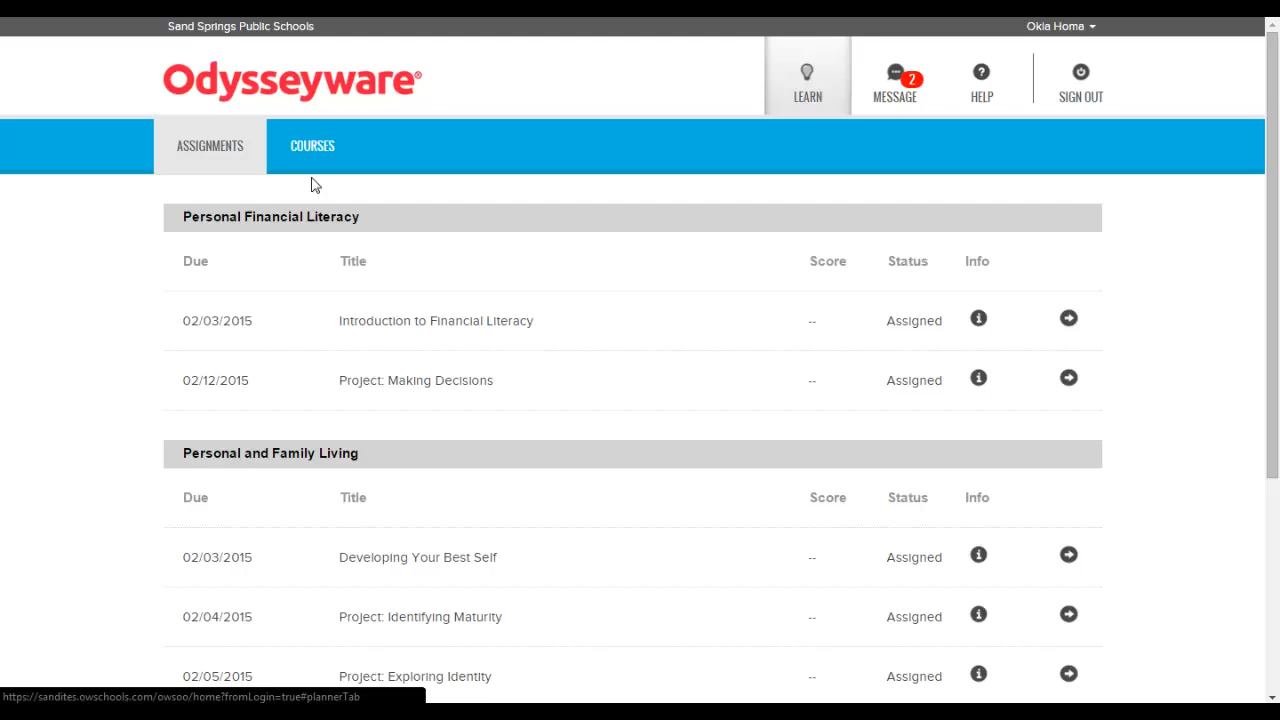 Sand Springs Public Schools
Okla Homa
Odysseyware®
LEARN
MESSAGE
2
HELP
SIGN OUT
ASSIGNMENTS
COURSES
Personal Financial Literacy
Due Title Score Status Info
02/03/2015 Introduction to Financial Literacy -- Assigned
02/12/2015 Project: Making Decisions -- Assigned
Personal and Family Living
Due Title Score Status Info
02/03/2015 Developing Your Best Self -- Assigned
02/04/2015 Project: Identifying Maturity -- Assigned
02/05/2015 Project: Exploring Identity -- Assigned
https://sandites.owschools.com/owsoo/home?fromLogin=true#plannerTab